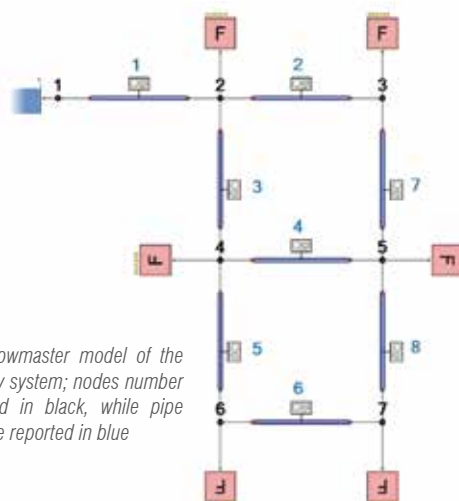 F F
1 1 2 2 3
3 7
4 4 5
F F
owmaster model of the
y system; nodes number
d in black, while pipe
e reported in blue
5 8
6 6 7
F F